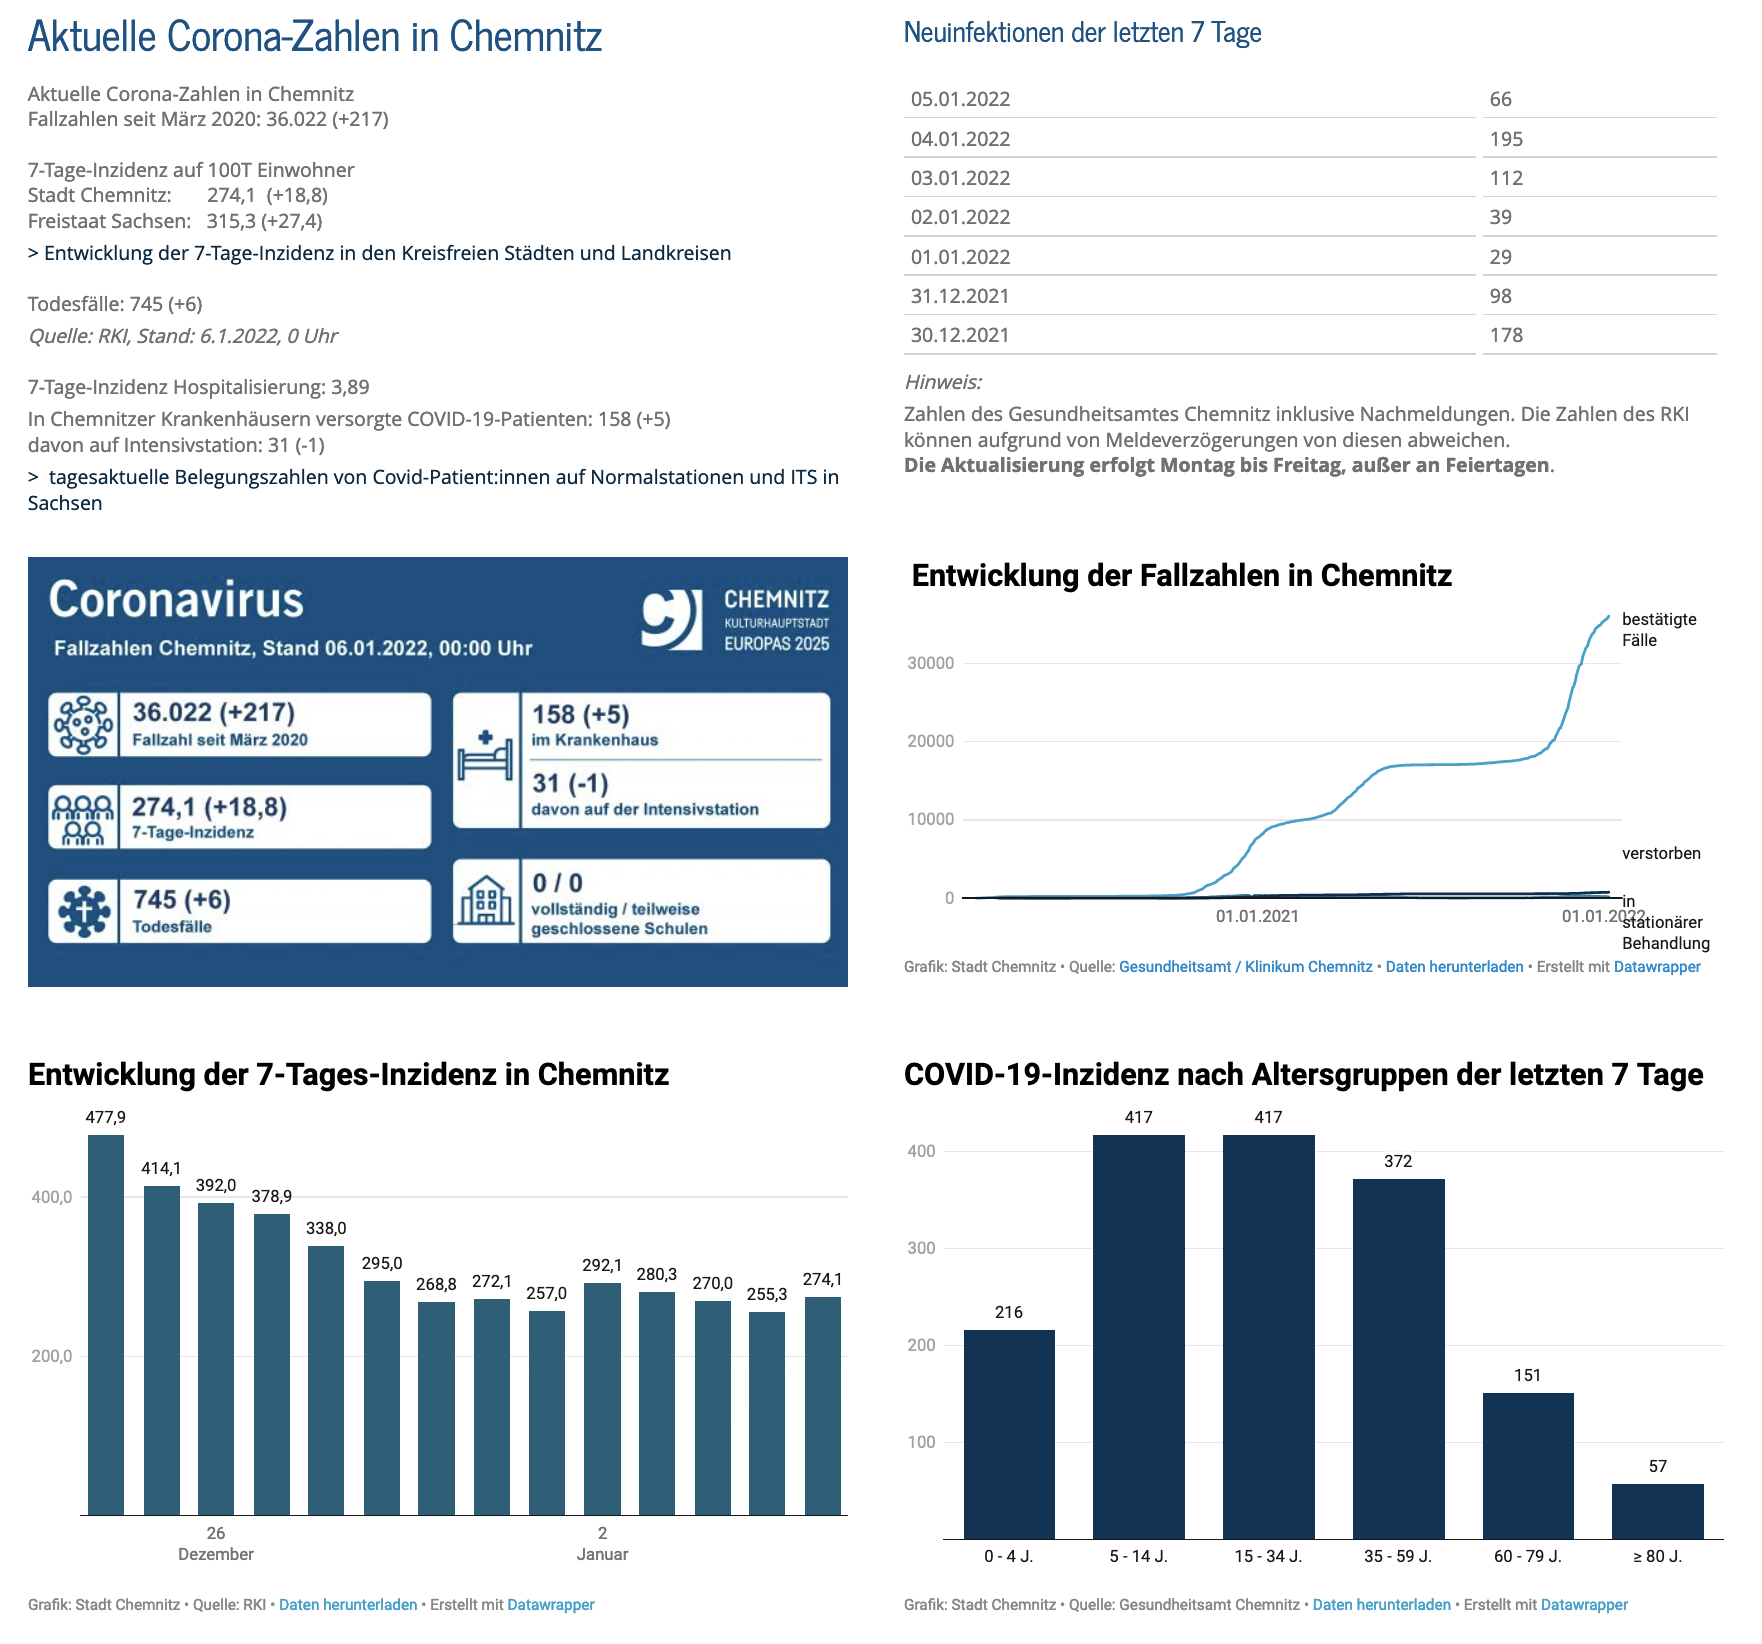 Aktuelle Corona-Zahlen in Chemnitz
Aktuelle Corona-Zahlen in Chemnitz
Fallzahlen seit März 2020: 36.022 (+217)
7-Tage-Inzidenz auf 100T Einwohner
Stadt Chemnitz: 274,1 (+18,8)
Freistaat Sachsen: 315,3 (+27,4)
> Entwicklung der 7-Tage-Inzidenz in den Kreisfreien Städten und Landkreisen
Todesfälle: 745 (+6)
Quelle: RKI, Stand: 6.1.2022, 0 Uhr
7-Tage-Inzidenz Hospitalisierung: 3,89
In Chemnitzer Krankenhäusern versorgte COVID-19-Patienten: 158 (+5)
davon auf Intensivstation: 31 (-1)
> tagesaktuelle Belegungszahlen von Covid-Patient:innen auf Normalstationen und ITS in
Sachsen
Neuinfektionen der letzten 7 Tage
05.01.2022 66
04.01.2022 195
03.01.2022 112
02.01.2022 39
01.01.2022 29
31.12.2021 98
30.12.2021 178
Hinweis:
Zahlen des Gesundheitsamtes Chemnitz inklusive Nachmeldungen. Die Zahlen des RKI
können aufgrund von Meldeverzögerungen von diesen abweichen.
Die Aktualisierung erfolgt Montag bis Freitag, außer an Feiertagen.
Coronavirus
Fallzahlen Chemnitz, Stand 06.01.2022, 00:00 Uhr
CHEMNITZ
KULTURHAUPTSTADT
EUROPAS 2025
36.022 (+217)
Fallzahl seit März 2020
274,1 (+18,8)
7-Tage-Inzidenz
745 (+6)
Todesfälle
158 (+5)
im Krankenhaus
31 (-1)
davon auf der Intensivstation
0 / 0
vollständig / teilweise
geschlossene Schulen
Entwicklung der Fallzahlen in Chemnitz
bestätigte
Fälle
30000
20000
10000
verstorben
0
in
stationärer
Behandlung
01.01.2021 01.01.2022
Grafik: Stadt Chemnitz • Quelle: Gesundheitsamt / Klinikum Chemnitz • Daten herunterladen • Erstellt mit Datawrapper
Entwicklung der 7-Tages-Inzidenz in Chemnitz
400,0
200,0
477,9 414,1 392,0 378,9 338,0 295,0 268,8 272,1 257,0 292,1 280,3 270,0 255,3 274,1
26 2
Dezember Januar
Grafik: Stadt Chemnitz • Quelle: RKI • Daten herunterladen • Erstellt mit Datawrapper
COVID-19-Inzidenz nach Altersgruppen der letzten 7 Tage
400
300
200
100
216 417 417 372 151 57
0 - 4 J. 5 - 14 J. 15 - 34 J. 35 - 59 J. 60 - 79 J. ≥ 80 J.
Grafik: Stadt Chemnitz • Quelle: Gesundheitsamt Chemnitz • Daten herunterladen • Erstellt mit Datawrapper